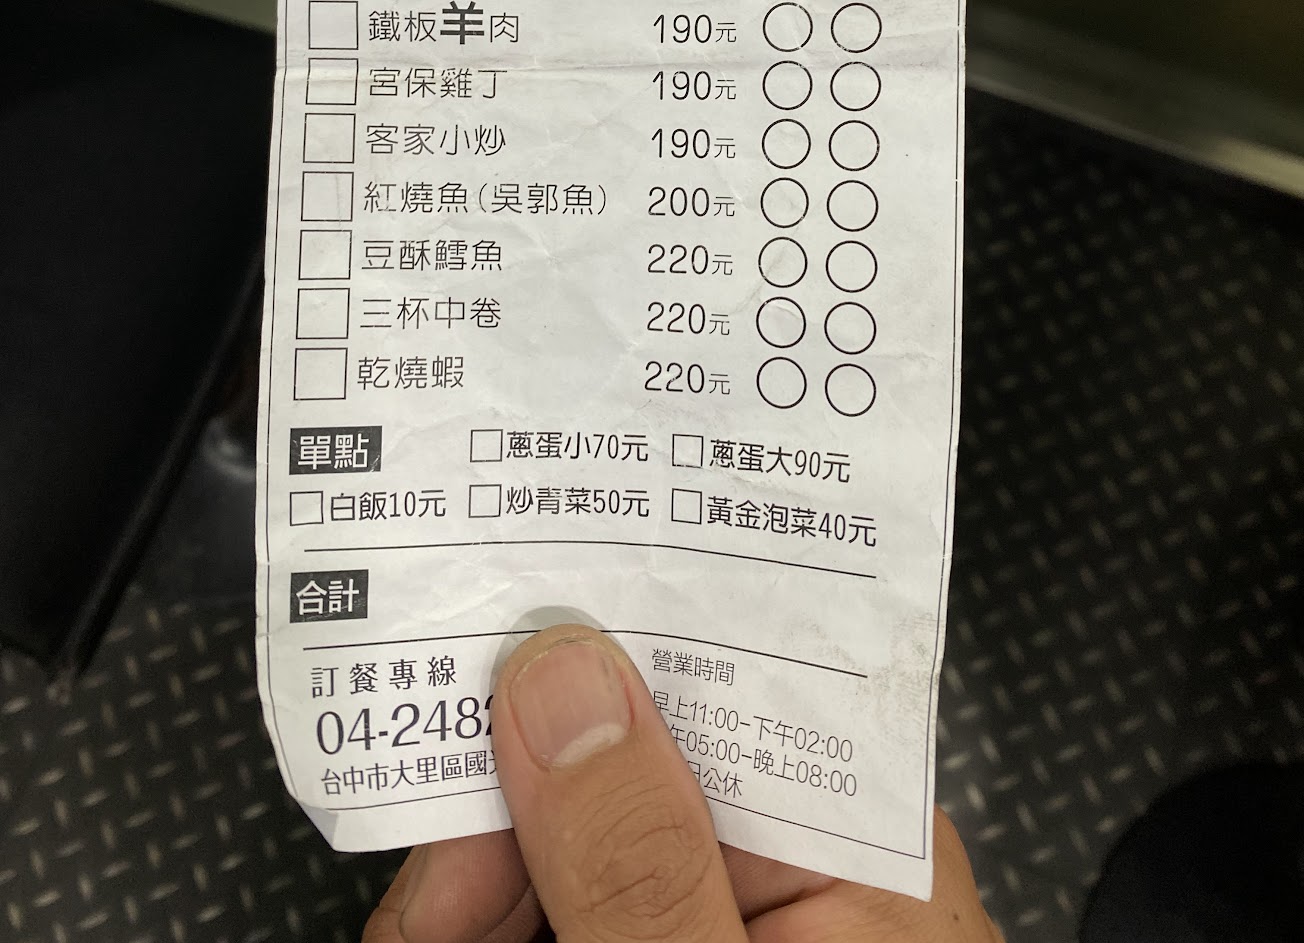 鐵板羊肉 190元
宮保雞丁 190元
客家小炒 190元
紅燒魚(吳郭魚) 200元
豆酥鱈魚 220元
三杯中卷 220元
乾燒蝦 220元
單點 蔥蛋小70元 蔥蛋大90元
白飯10元 炒青菜50元 黃金泡菜40元
合計
訂餐專線
04-2482
台中市大里區國
營業時間
早上11:00-下午02:00
午05:00-晚上08:00
公休